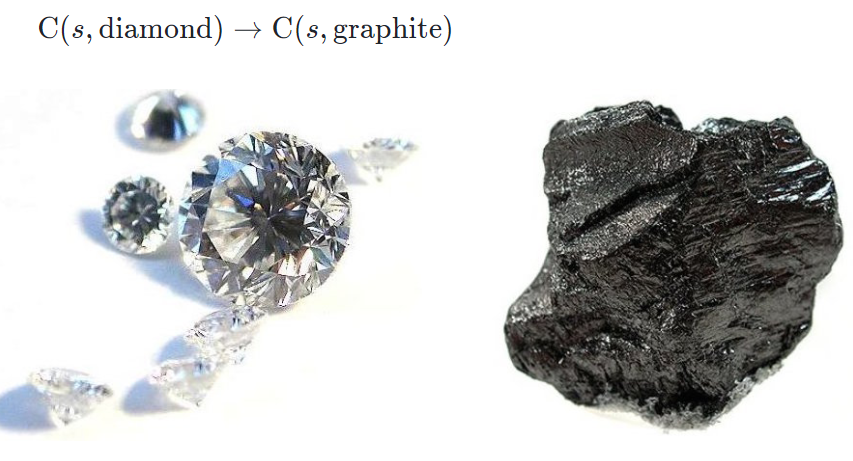 C(s, diamond) → C(s, graphite)